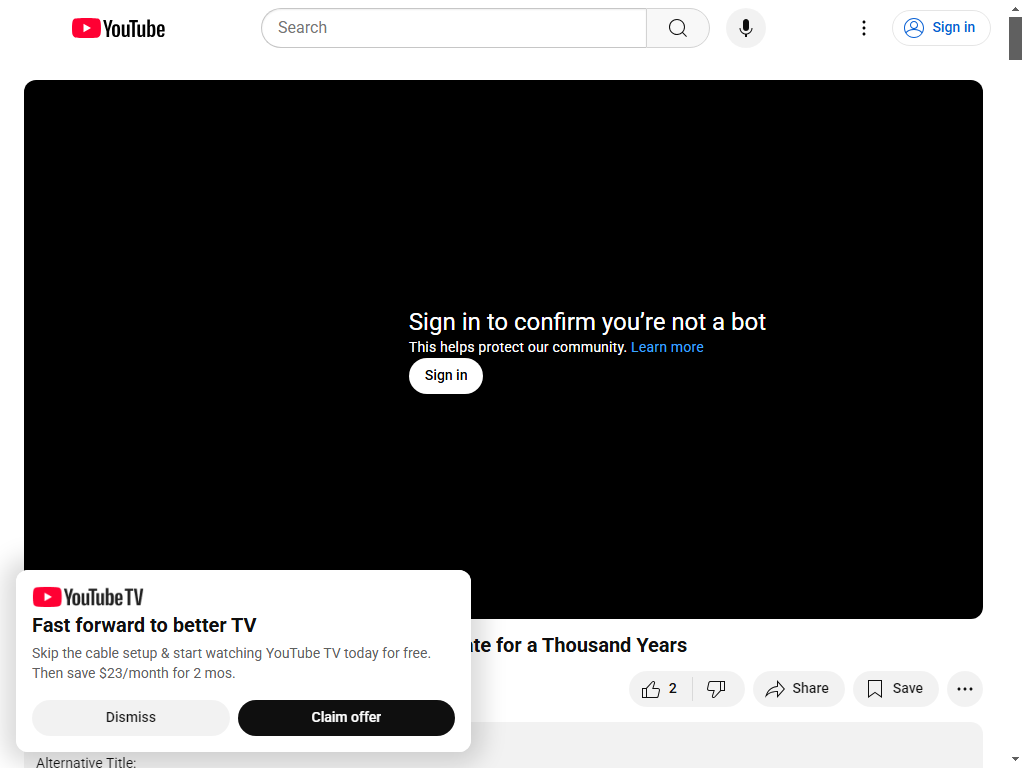 YouTube
Search
Sign in
Sign in to confirm you’re not a bot
This helps protect our community. Learn more
Sign in
YouTube TV
Fast forward to better TV
Skip the cable setup & start watching YouTube TV today for free.
Then save $23/month for 2 mos.
Dismiss
Claim offer
for a Thousand Years
2
Share
Save
Alternative Title: